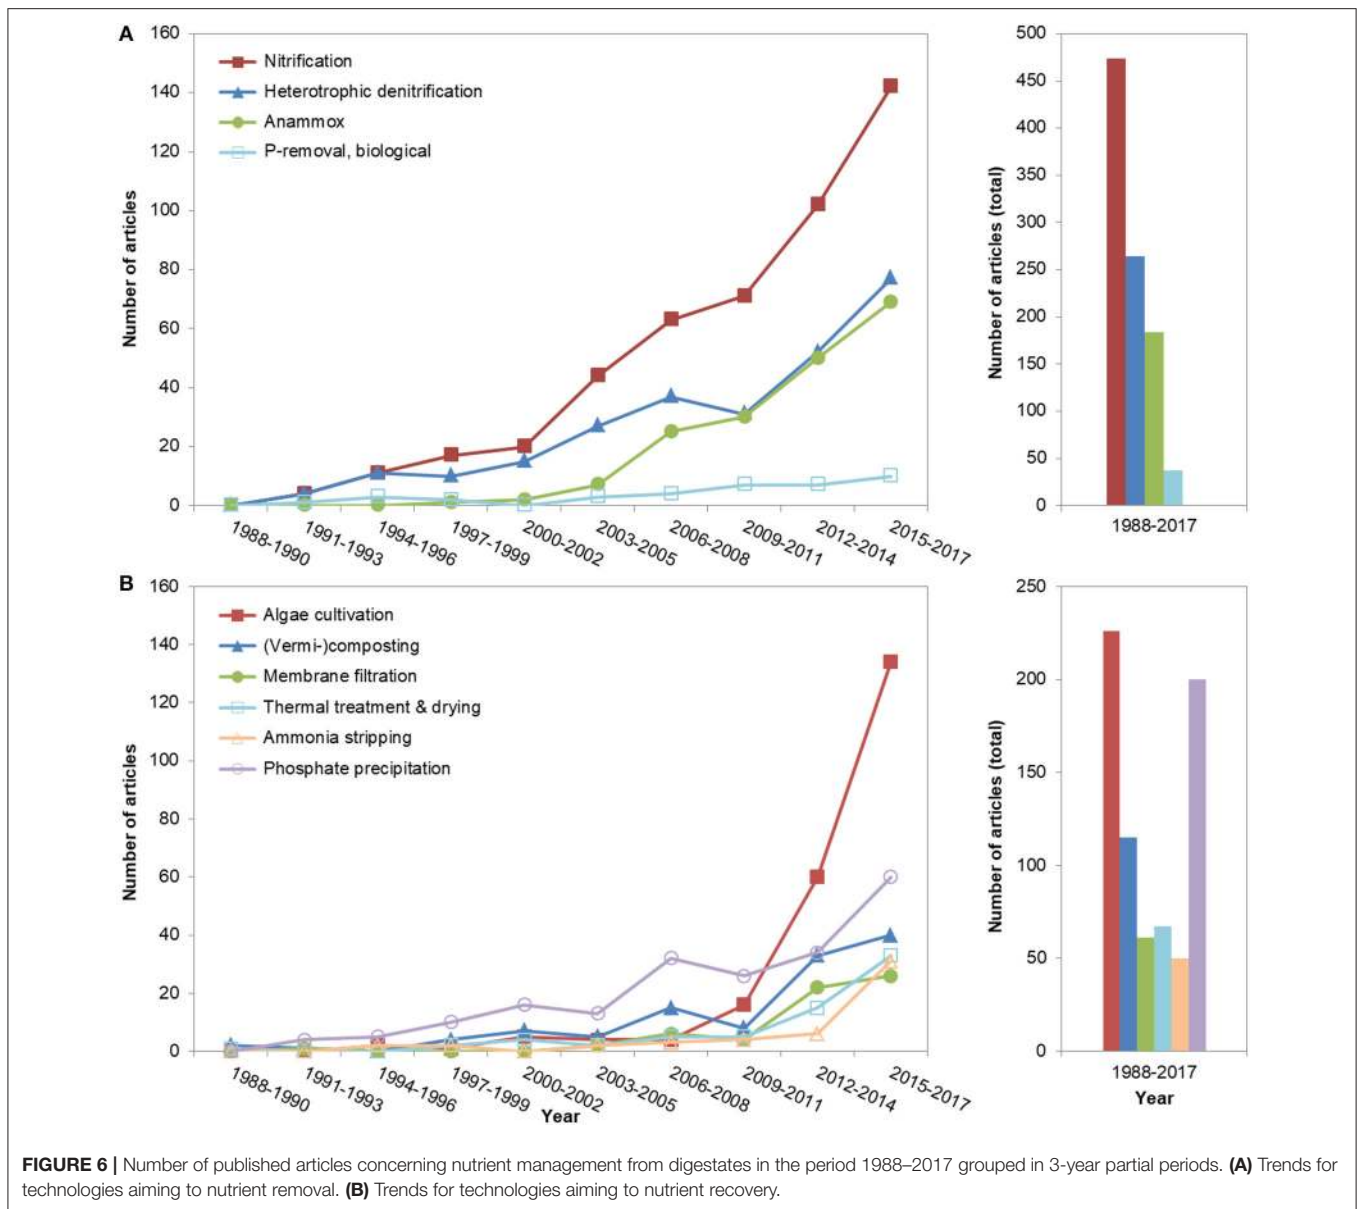 A
160
140
120
100
80
60
40
20
0
Number of articles
Nitrification
Heterotrophic denitrification
Anammox
P-removal, biological
1988-1990
1991-1993
1994-1996
1997-1999
2000-2002
2003-2005
2006-2008
2009-2011
2012-2014
2015-2017
500
450
400
350
300
250
200
150
100
50
0
Number of articles (total)
1988-2017
B
160
140
120
100
80
60
40
20
0
Number of articles
Algae cultivation
(Vermi-)composting
Membrane filtration
Thermal treatment & drying
Ammonia stripping
Phosphate precipitation
1988-1990
1991-1993
1994-1996
1997-1999
2000-2002
2003-2005
2006-2008
2009-2011
2012-2014
2015-2017
Year
250
200
150
100
50
0
Number of articles (total)
1988-2017
Year
FIGURE 6 | Number of published articles concerning nutrient management from digestates in the period 1988–2017 grouped in 3-year partial periods. (A) Trends for
technologies aiming to nutrient removal. (B) Trends for technologies aiming to nutrient recovery.